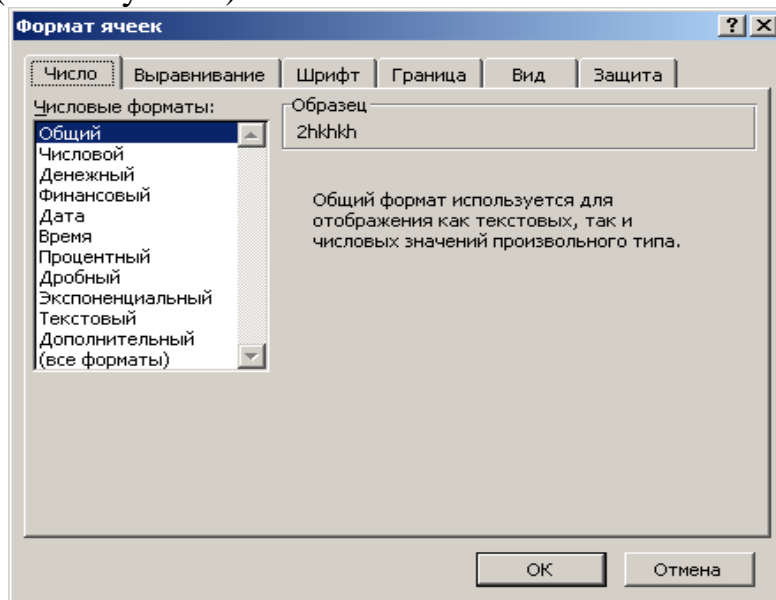 Формат ячеек
Число Выравнивание Шрифт Граница Вид Защита
Числовые форматы:
Общий
Числовой
Денежный
Финансовый
Дата
Время
Процентный
Дробный
Экспоненциальный
Текстовый
Дополнительный
(все форматы)
Образец
2hkhkh
Общий формат используется для
отображения как текстовых, так и
числовых значений произвольного типа.
ОК Отмена